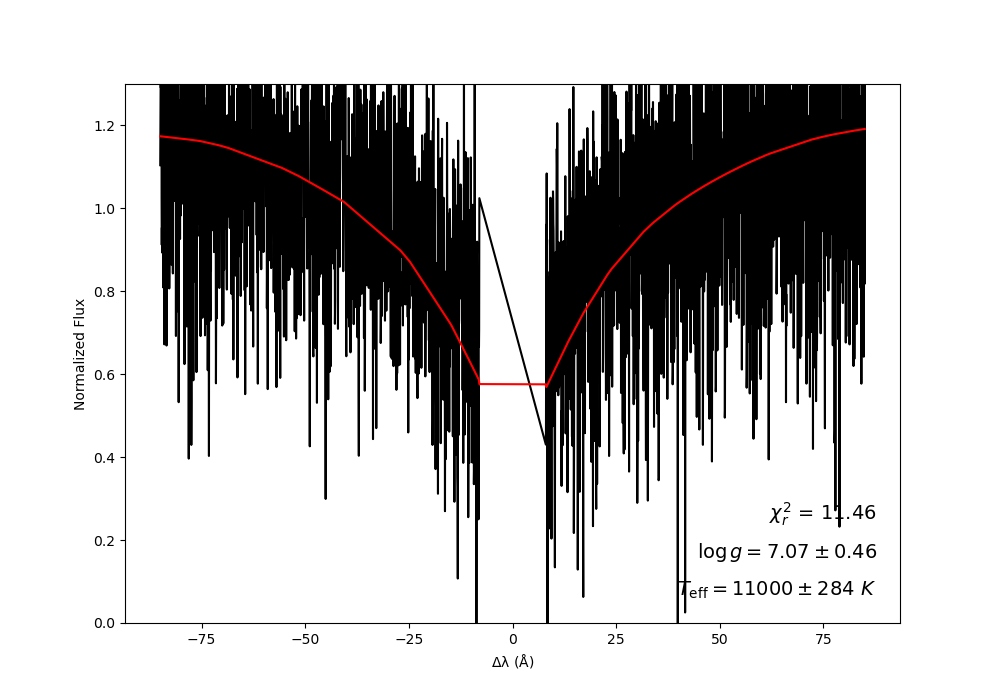 1.2
1.0
0.8
0.6
0.4
0.2
0.0
Normalized Flux
χ²ᵣ = 11.46
log g = 7.07 ± 0.46
T_eff = 11000 ± 284 K
−75 −50 −25 0 25 50 75
Δλ (Å)